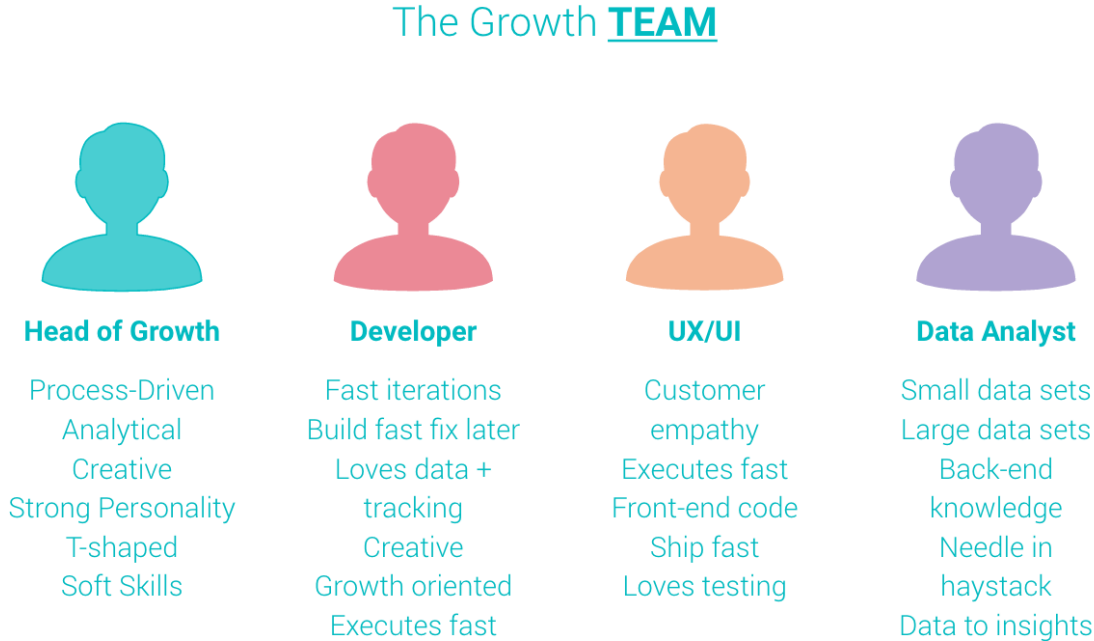 The Growth TEAM
Head of Growth
Process-Driven
Analytical
Creative
Strong Personality
T-shaped
Soft Skills
Developer
Fast iterations
Build fast fix later
Loves data +
tracking
Creative
Growth oriented
Executes fast
UX/UI
Customer
empathy
Executes fast
Front-end code
Ship fast
Loves testing
Data Analyst
Small data sets
Large data sets
Back-end
knowledge
Needle in
haystack
Data to insights